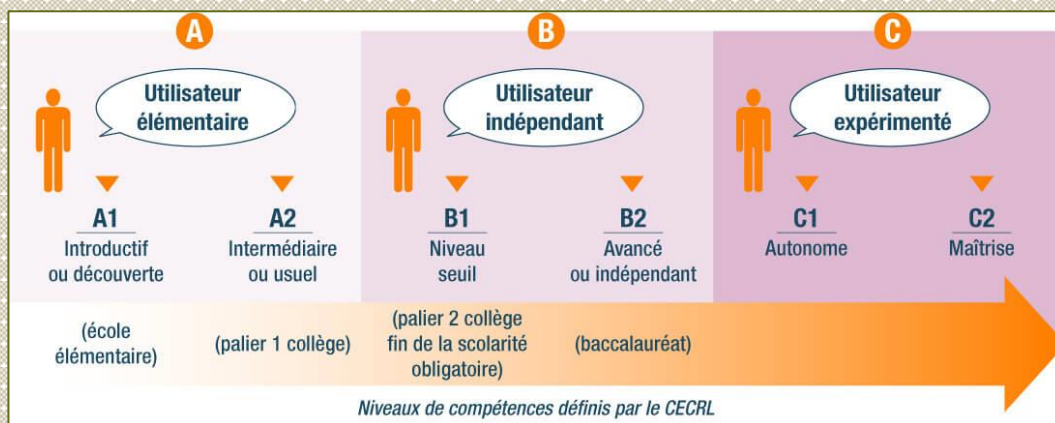 A
B
C
Utilisateur
élémentaire
Utilisateur
indépendant
Utilisateur
expérimenté
A1
Introductif
ou découverte
A2
Intermédiaire
ou usuel
B1
Niveau
seuil
B2
Avancé
ou indépendant
C1
Autonome
C2
Maîtrise
(école
élémentaire)
(palier 1 collège)
(palier 2 collège
fin de la scolarité
obligatoire)
(baccalauréat)
Niveaux de compétences définis par le CECRL